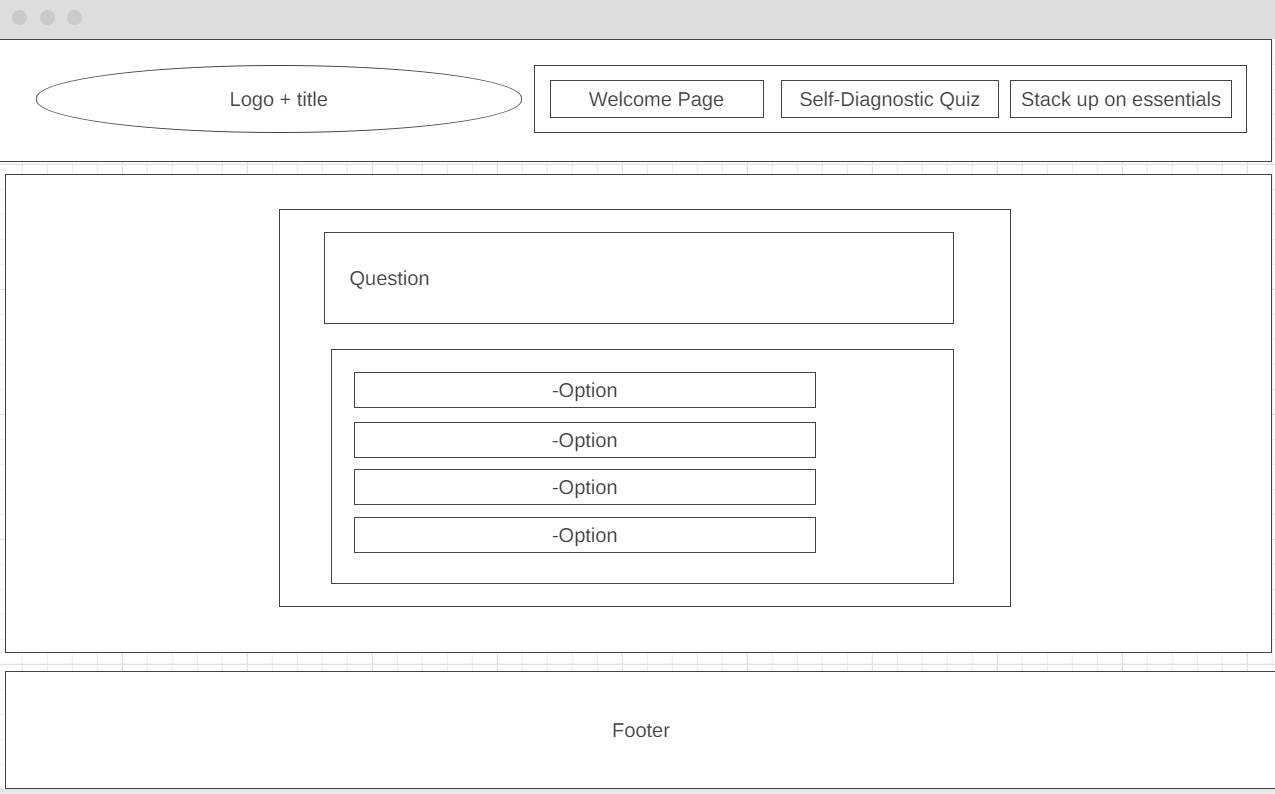 Logo + title
Welcome Page
Self-Diagnostic Quiz
Stack up on essentials
Question
-Option
-Option
-Option
-Option
Footer